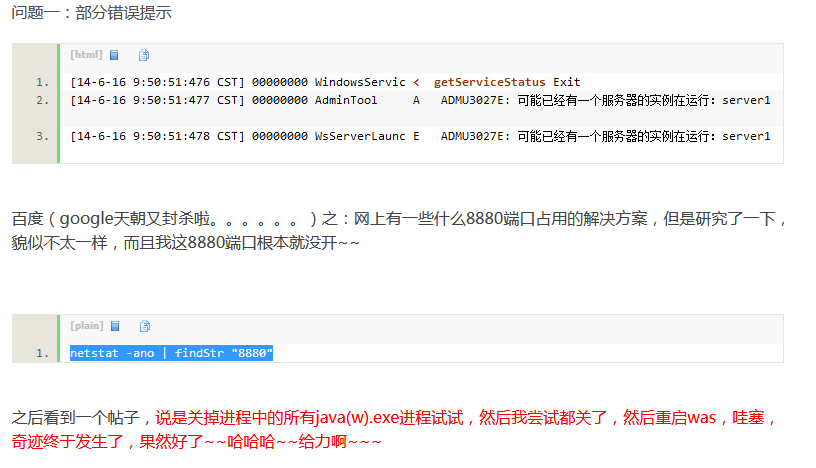 问题一：部分错误提示
[html]
1. [14-6-16 9:50:51:476 CST] 00000000 WindowsServic <  getServiceStatus Exit
2. [14-6-16 9:50:51:477 CST] 00000000 AdminTool     A   ADMU3027E: 可能已经有一个服务器的实例在运行: server1
3. [14-6-16 9:50:51:478 CST] 00000000 WsServerLaunc E   ADMU3027E: 可能已经有一个服务器的实例在运行: server1
百度（google天朝又封杀啦。。。。。。）之：网上有一些什么8880端口占用的解决方案，但是研究了一下，
貌似不太一样，而且我这8880端口根本就没开~~
[plain]
1. netstat -ano | findStr "8880"
之后看到一个帖子，说是关掉进程中的所有java(w).exe进程试试，然后我尝试都关了，然后重启was，哇塞，
奇迹终于发生了，果然好了~~哈哈哈~~给力啊~~~